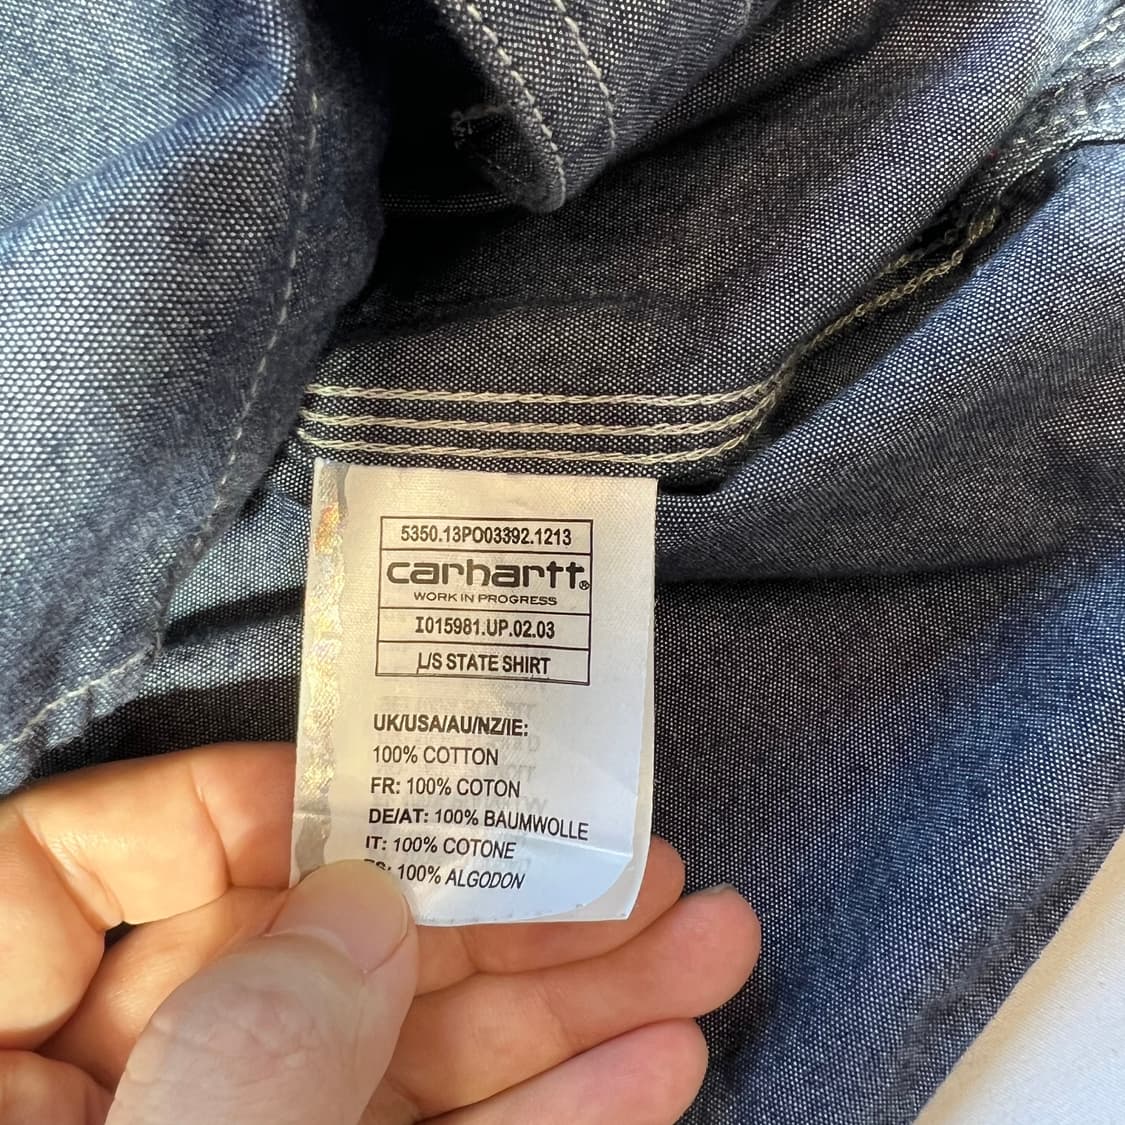 5350.13PO03392.1213
carhartt®
WORK IN PROGRESS
I015981.UP.02.03
L/S STATE SHIRT
UK/USA/AU/NZ/IE:
100% COTTON
FR: 100% COTON
DE/AT: 100% BAUMWOLLE
IT: 100% COTONE
ES: 100% ALGODON